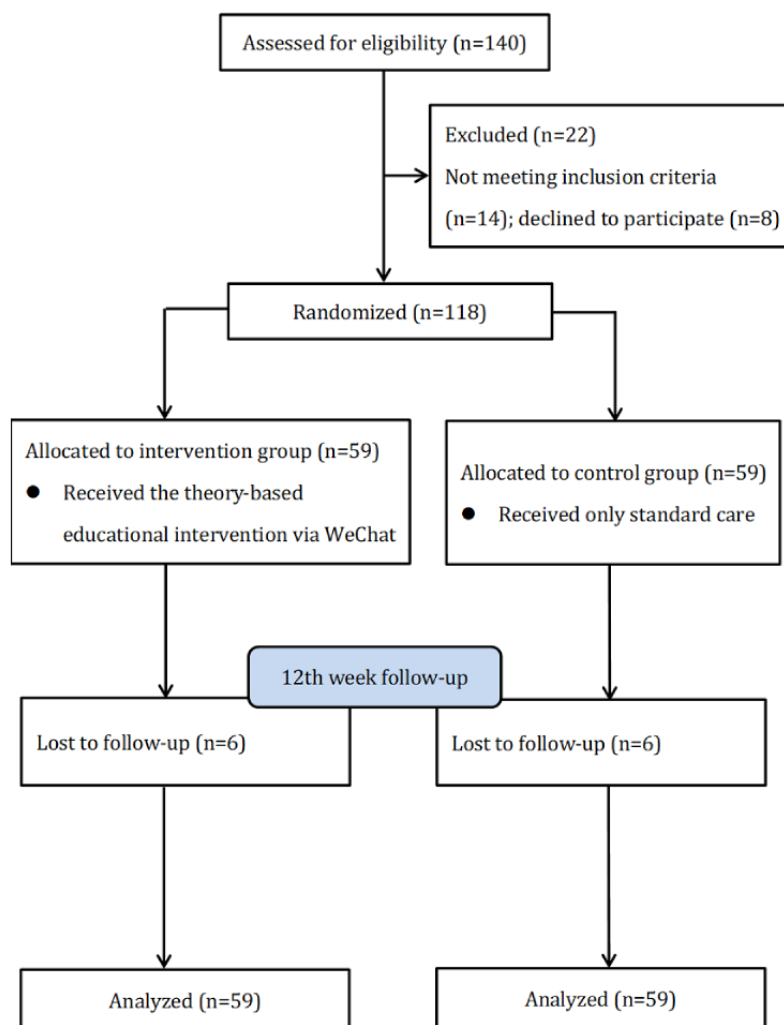 Assessed for eligibility (n=140)
Excluded (n=22)
Not meeting inclusion criteria
(n=14); declined to participate (n=8)
Randomized (n=118)
Allocated to intervention group (n=59)
● Received the theory-based
educational intervention via WeChat
Allocated to control group (n=59)
● Received only standard care
12th week follow-up
Lost to follow-up (n=6)
Lost to follow-up (n=6)
Analyzed (n=59)
Analyzed (n=59)